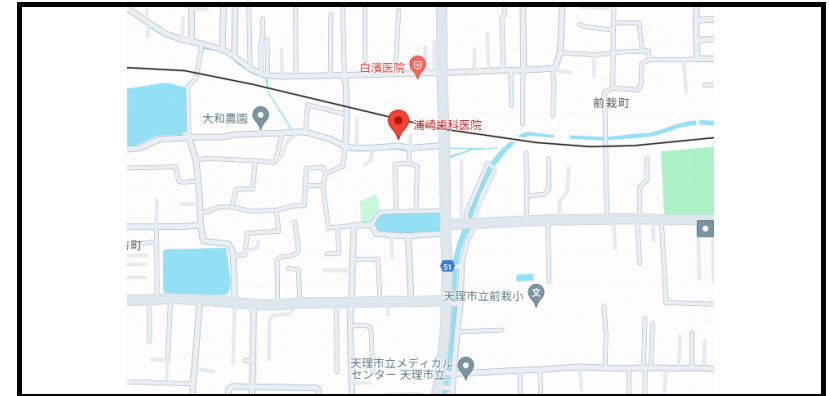 白濱医院
前栽町
大和農園
浦崎歯科医院
町
51
天理市立前栽小
文
天理市立メディカル
センター 天理市立...